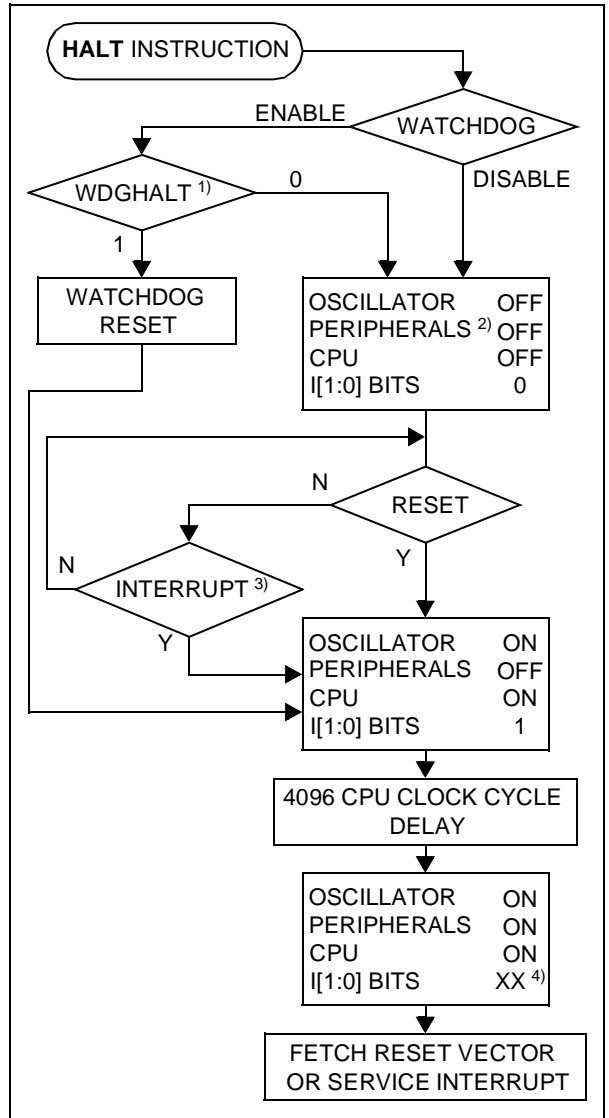 HALT INSTRUCTION
ENABLE
WATCHDOG
WDGHALT 1)
0
DISABLE
1
WATCHDOG
RESET
OSCILLATOR OFF
PERIPHERALS 2) OFF
CPU OFF
I[1:0] BITS 0
N
RESET
N
INTERRUPT 3)
Y
Y
OSCILLATOR ON
PERIPHERALS OFF
CPU ON
I[1:0] BITS 1
4096 CPU CLOCK CYCLE
DELAY
OSCILLATOR ON
PERIPHERALS ON
CPU ON
I[1:0] BITS XX 4)
FETCH RESET VECTOR
OR SERVICE INTERRUPT